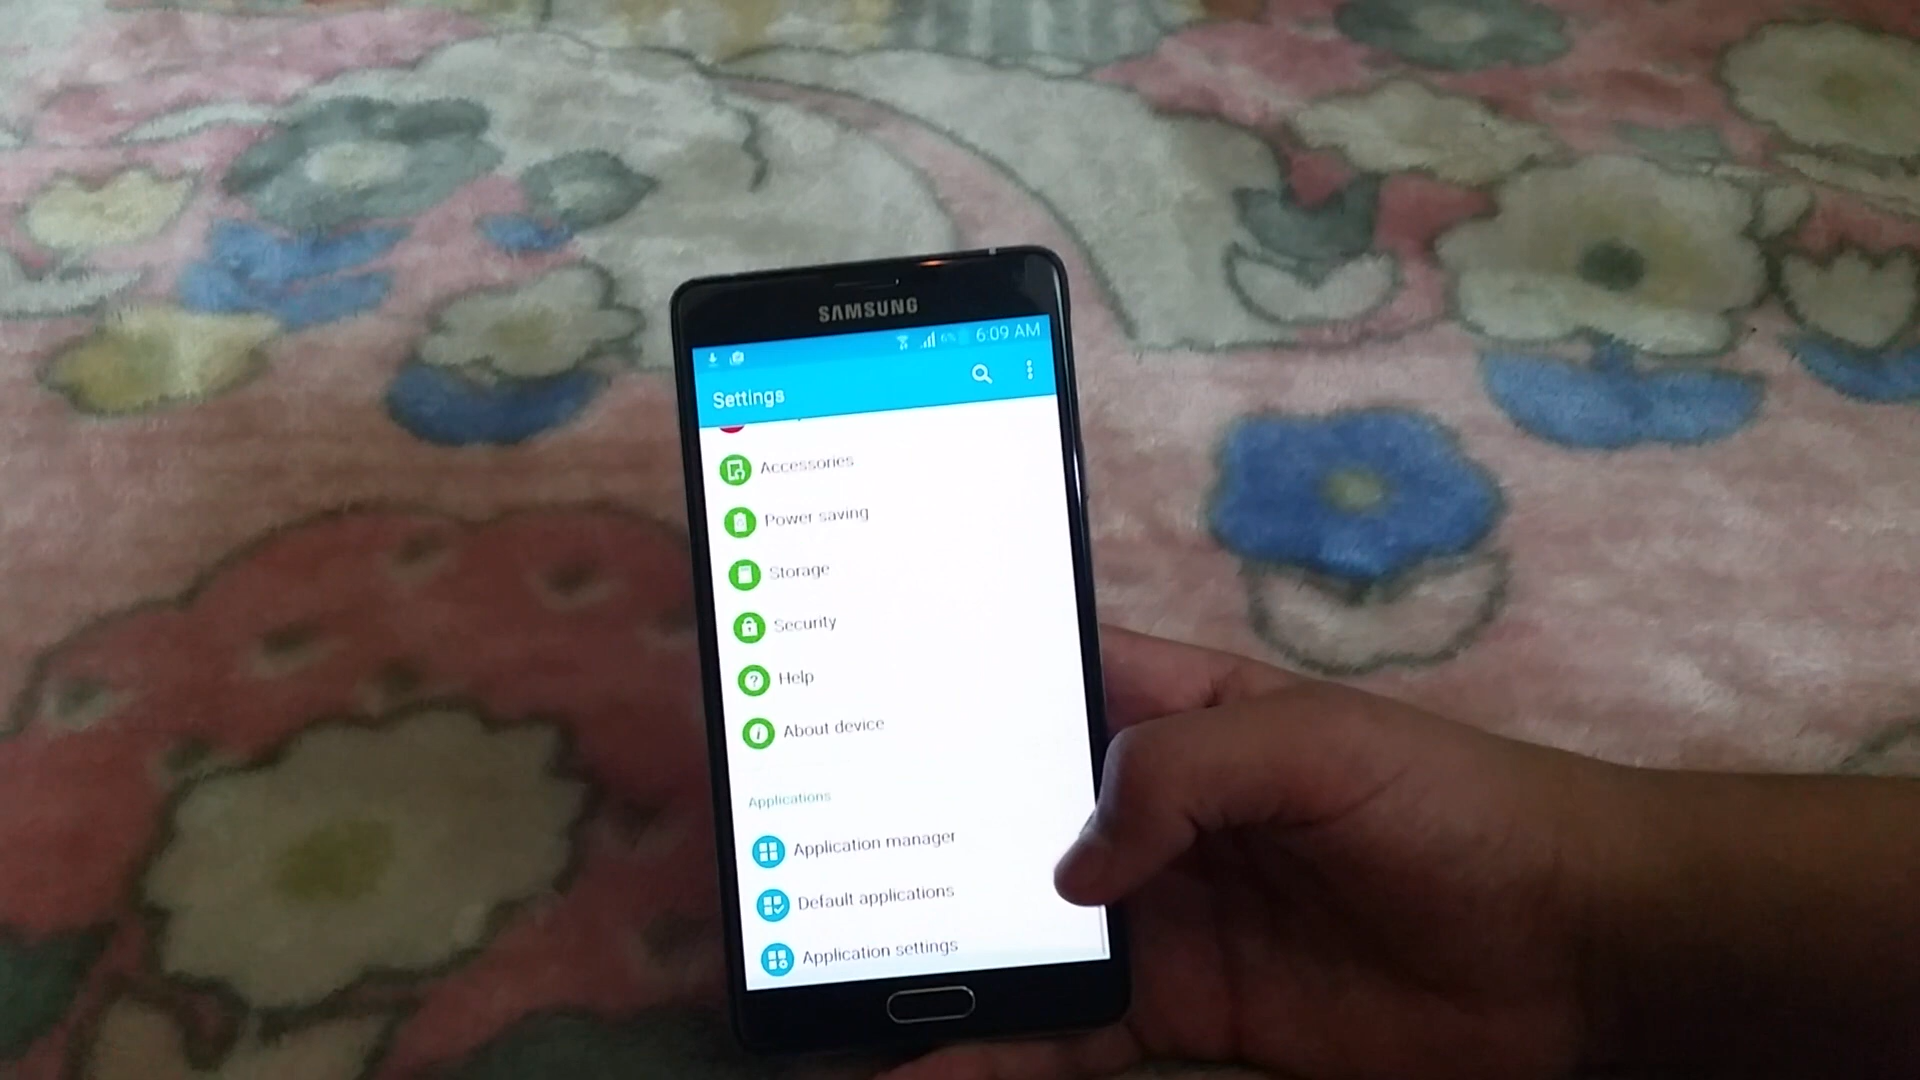 SAMSUNG
6% 6:09 AM
Settings
Accessories
Power saving
Storage
Security
Help
About device
Applications
Application manager
Default applications
Application settings